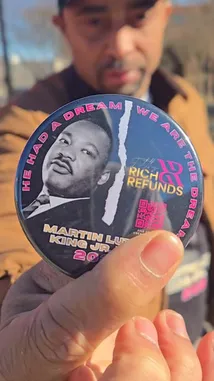 HE HAD A DREAM WE ARE THE DREAM
RICH
REFUNDS
MARTIN LU
KING JR
20